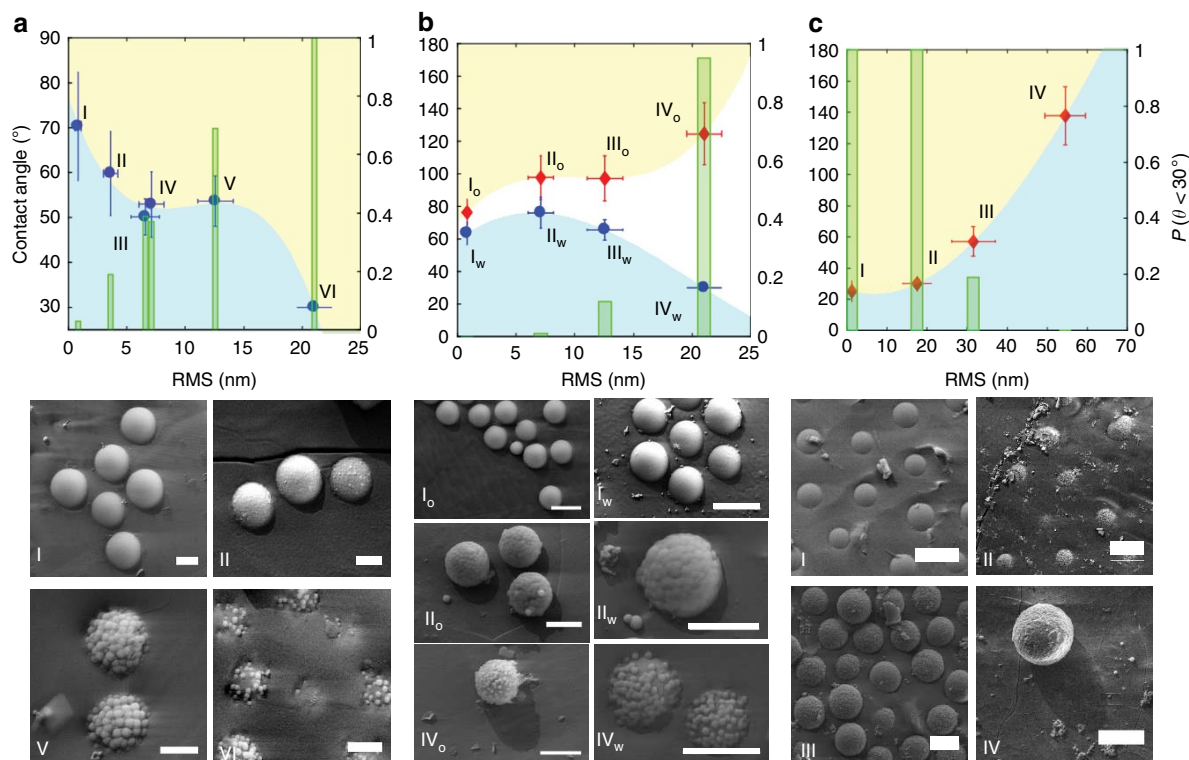 a
b
c
Contact angle (°)
90
80
70
60
50
40
30
1
0.8
0.6
0.4
0.2
0
I
II
III
IV
V
VI
0
5
10
15
20
25
RMS (nm)
180
160
140
120
100
80
60
40
20
0
1
0.8
0.6
0.4
0.2
0
Io
Iw
IIo
IIw
IIIo
IIIw
IVo
IVw
0
5
10
15
20
25
RMS (nm)
180
160
140
120
100
80
60
40
20
0
1
0.8
0.6
0.4
0.2
0
P (θ < 30°)
I
II
III
IV
0
10
20
30
40
50
60
70
RMS (nm)
I
II
V
VI
Io
Iw
IIo
IIw
IVo
IVw
I
II
III
IV